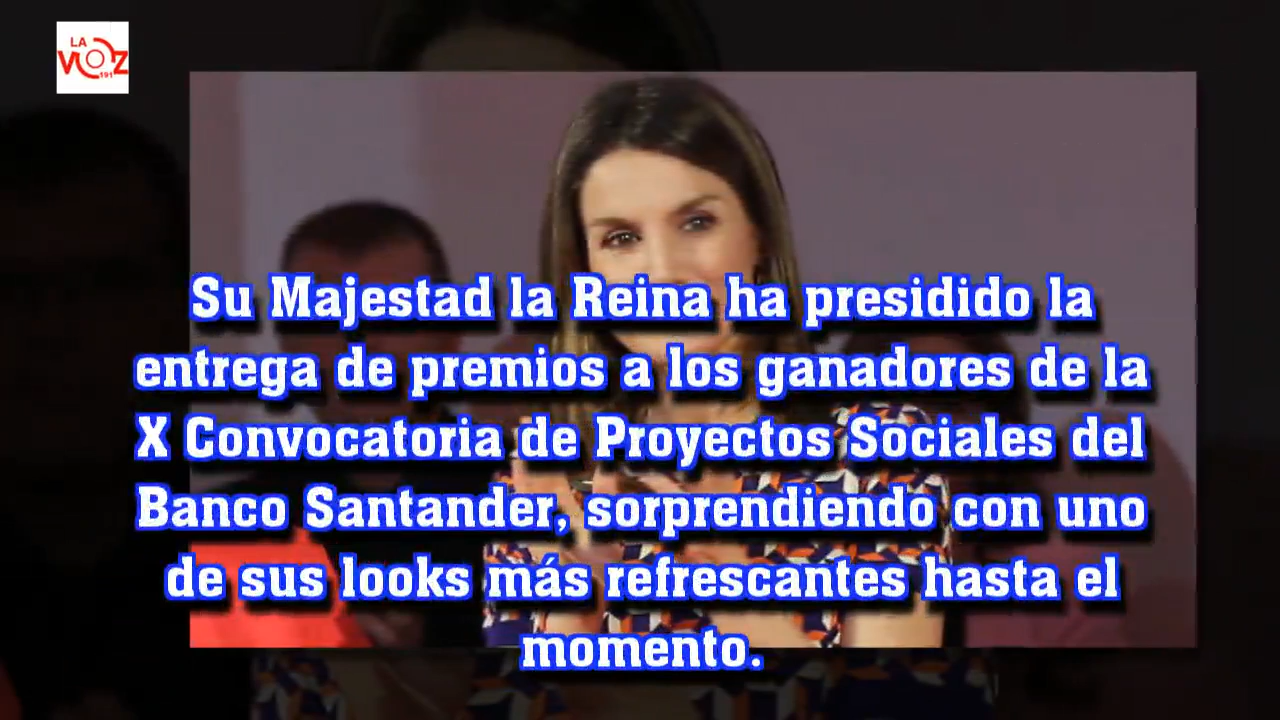 LA
VOZ
191
Su Majestad la Reina ha presidido la
entrega de premios a los ganadores de la
X Convocatoria de Proyectos Sociales del
Banco Santander, sorprendiendo con uno
de sus looks más refrescantes hasta el
momento.